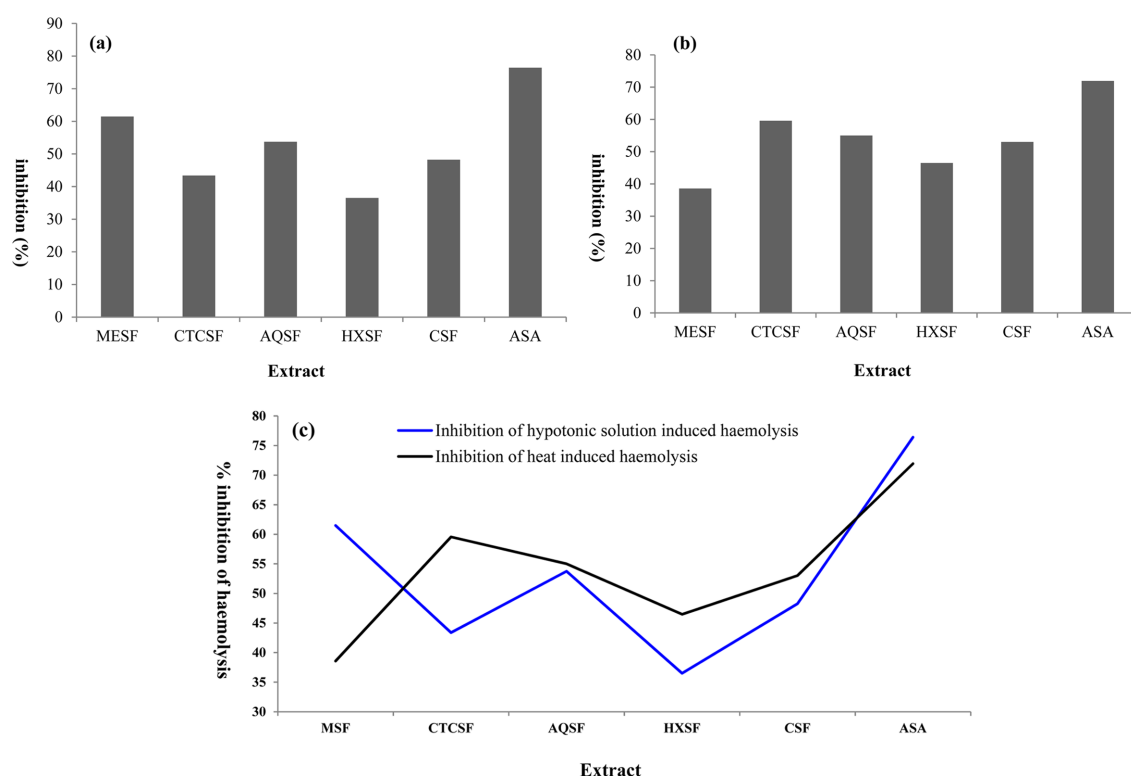 (a)
90
80
70
60
50
40
30
20
10
0
inhibition (%)
MESF CTCSF AQSF HXSF CSF ASA
Extract
(b)
80
70
60
50
40
30
20
10
0
inhibition (%)
MESF CTCSF AQSF HXSF CSF ASA
Extract
(c)
Inhibition of hypotonic solution induced haemolysis
Inhibition of heat induced haemolysis
80
75
70
65
60
55
50
45
40
35
30
% inhibition of haemolysis
MSF CTCSF AQSF HXSF CSF ASA
Extract